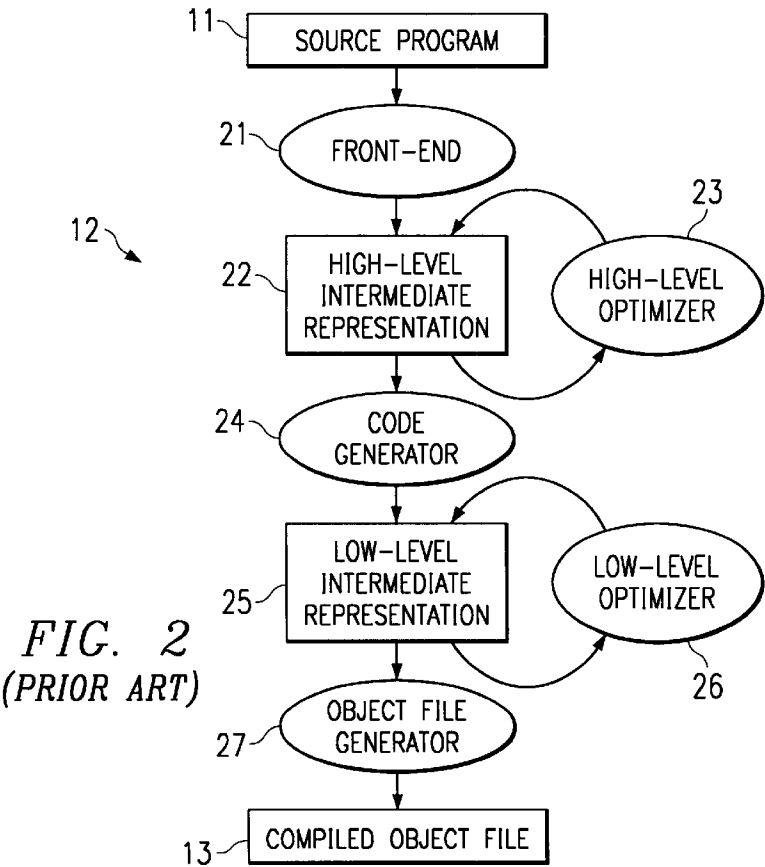 11
SOURCE PROGRAM
21
FRONT-END
12
22
HIGH-LEVEL
INTERMEDIATE
REPRESENTATION
23
HIGH-LEVEL
OPTIMIZER
24
CODE
GENERATOR
25
LOW-LEVEL
INTERMEDIATE
REPRESENTATION
LOW-LEVEL
OPTIMIZER
26
FIG. 2
(PRIOR ART)
27
OBJECT FILE
GENERATOR
13
COMPILED OBJECT FILE